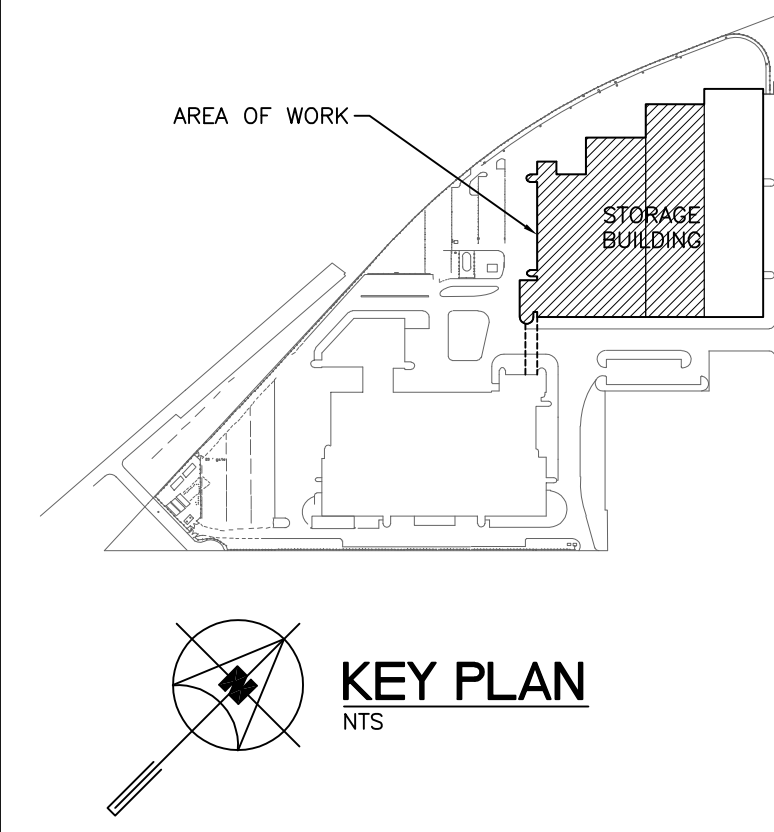 AREA OF WORK
STORAGE
BUILDING
N
KEY PLAN
NTS